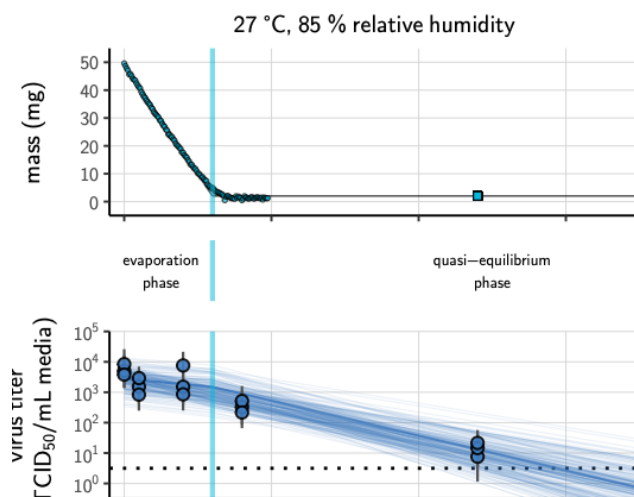 27 °C, 85 % relative humidity
mass (mg)
50
40
30
20
10
0
evaporation
phase
quasi−equilibrium
phase
virus titer
TCID50/mL media)
10^5
10^4
10^3
10^2
10^1
10^0